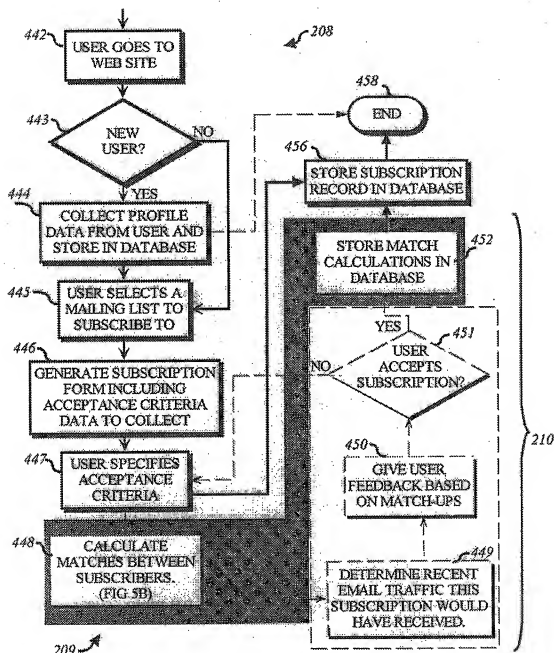 442
USER GOES TO
WEB SITE
208
443
NEW
USER?
NO
YES
444
COLLECT PROFILE
DATA FROM USER AND
STORE IN DATABASE
445
USER SELECTS A
MAILING LIST TO
SUBSCRIBE TO
446
GENERATE SUBSCRIPTION
FORM INCLUDING
ACCEPTANCE CRITERIA
DATA TO COLLECT
447
USER SPECIFIES
ACCEPTANCE
CRITERIA
448
CALCULATE
MATCHES BETWEEN
SUBSCRIBERS.
(FIG 5B)
209
458
END
456
STORE SUBSCRIPTION
RECORD IN DATABASE
452
STORE MATCH
CALCULATIONS IN
DATABASE
YES
451
NO
USER
ACCEPTS
SUBSCRIPTION?
210
450
GIVE USER
FEEDBACK BASED
ON MATCH-UPS
449
DETERMINE RECENT
EMAIL TRAFFIC THIS
SUBSCRIPTION WOULD
HAVE RECEIVED.